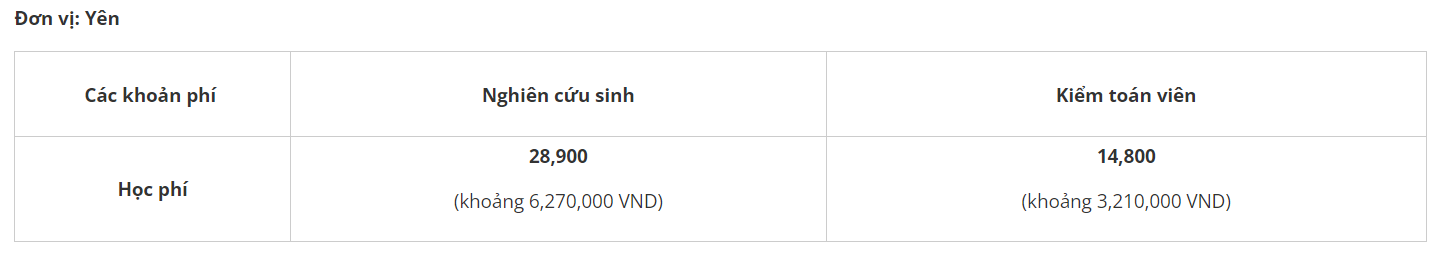 Đơn vị: Yên
Các khoản phí
Nghiên cứu sinh
Kiểm toán viên
Học phí
28,900
(khoảng 6,270,000 VND)
14,800
(khoảng 3,210,000 VND)